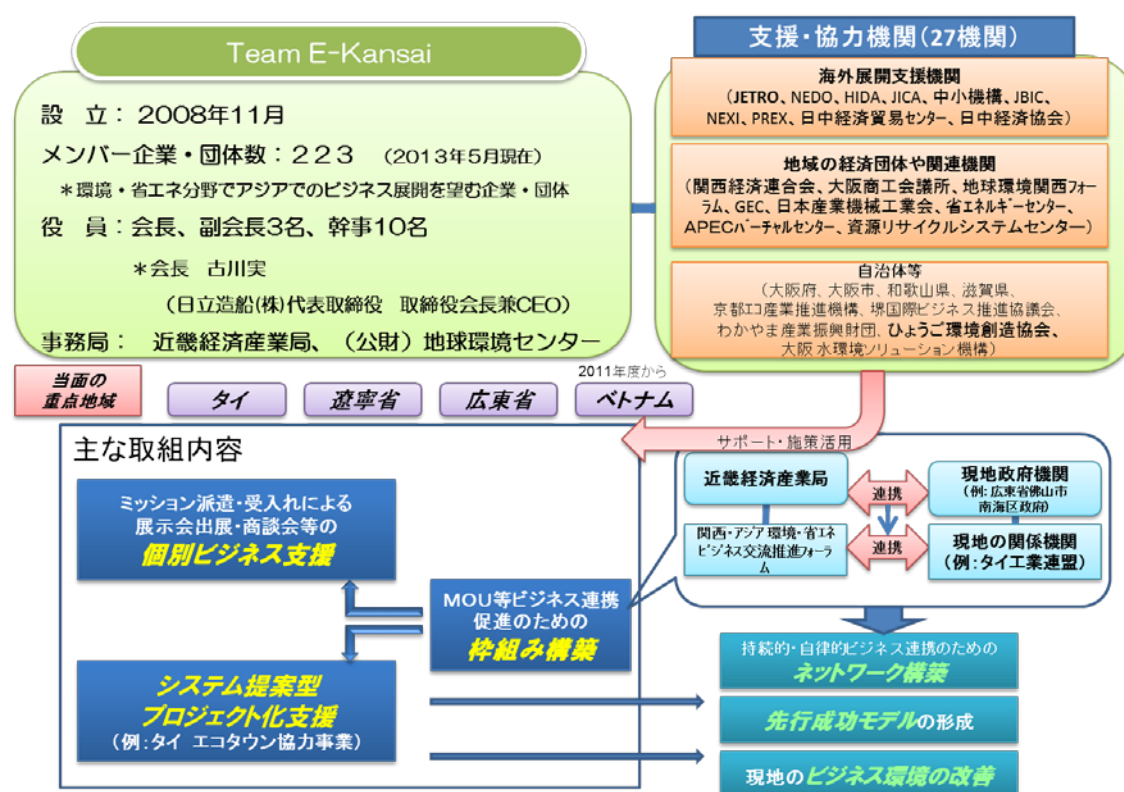 Team E-Kansai
設 立：2008年11月
メンバー企業・団体数：２２３ （2013年5月現在）
＊環境・省エネ分野でアジアでのビジネス展開を望む企業・団体
役 員：会長、副会長3名、幹事10名
＊会長 古川実
（日立造船(株)代表取締役 取締役会長兼CEO）
事務局： 近畿経済産業局、（公財）地球環境センター
支援・協力機関（27機関）
海外展開支援機関
（JETRO、NEDO、HIDA、JICA、中小機構、JBIC、
NEXI、PREX、日中経済貿易センター、日中経済協会）
地域の経済団体や関連機関
（関西経済連合会、大阪商工会議所、地球環境関西フォー
ラム、GEC、日本産業機械工業会、省エネルギーセンター、
APECバーチャルセンター、資源リサイクルシステムセンター）
自治体等
（大阪府、大阪市、和歌山県、滋賀県、
京都エコ産業推進機構、堺国際ビジネス推進協議会、
わかやま産業振興財団、ひょうご環境創造協会、
大阪 水環境ソリューション機構）
当面の
重点地域
タイ
遼寧省
広東省
2011年度から
ベトナム
サポート・施策活用
主な取組内容
ミッション派遣・受入れによる
展示会出展・商談会等の
個別ビジネス支援
MOU等ビジネス連携
促進のための
枠組み構築
システム提案型
プロジェクト化支援
（例：タイ エコタウン協力事業）
近畿経済産業局
連携
現地政府機関
（例：広東省佛山市
南海区政府）
関西・アジア 環境・省エネ
ビジネス交流推進フォーラ
ム
連携
現地の関係機関
（例：タイ工業連盟）
持続的・自律的ビジネス連携のための
ネットワーク構築
先行成功モデルの形成
現地のビジネス環境の改善